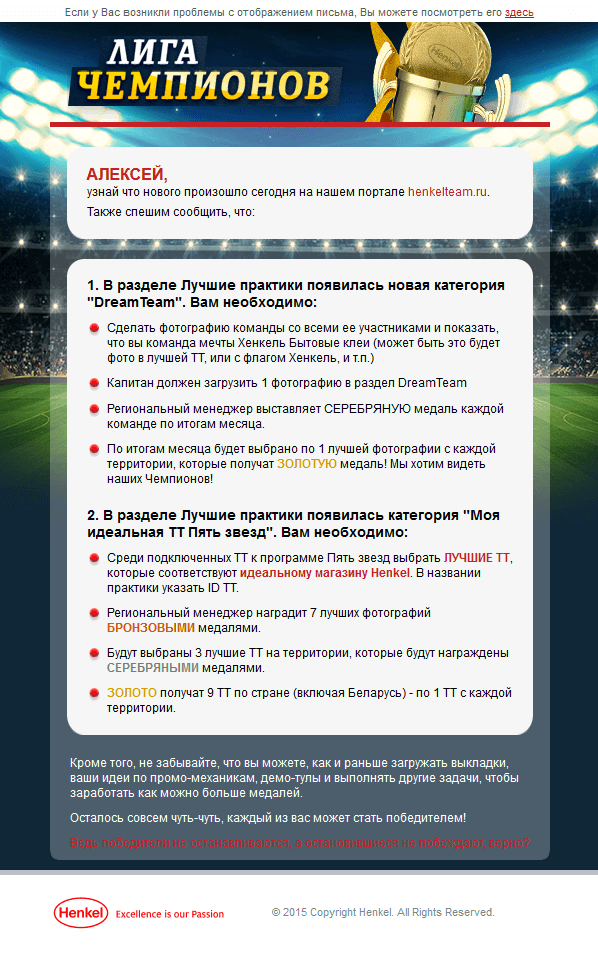 Если у Вас возникли проблемы с отображением письма, Вы можете посмотреть его здесь
ЛИГА
ЧЕМПИОНОВ
Henkel
АЛЕКСЕЙ,
узнай что нового произошло сегодня на нашем портале henkelteam.ru.
Также спешим сообщить, что:
1. В разделе Лучшие практики появилась новая категория
"DreamTeam". Вам необходимо:
Сделать фотографию команды со всеми ее участниками и показать,
что вы команда мечты Хенкель Бытовые клеи (может быть это будет
фото в лучшей ТТ, или с флагом Хенкель, и т.п.)
Капитан должен загрузить 1 фотографию в раздел DreamTeam
Региональный менеджер выставляет СЕРЕБРЯНУЮ медаль каждой
команде по итогам месяца.
По итогам месяца будет выбрано по 1 лучшей фотографии с каждой
территории, которые получат ЗОЛОТУЮ медаль! Мы хотим видеть
наших Чемпионов!
2. В разделе Лучшие практики появилась категория "Моя
идеальная ТТ Пять звезд". Вам необходимо:
Среди подключенных ТТ к программе Пять звезд выбрать ЛУЧШИЕ ТТ,
которые соответствуют идеальному магазину Henkel. В названии
практики указать ID ТТ.
Региональный менеджер наградит 7 лучших фотографий
БРОНЗОВЫМИ медалями.
Будут выбраны 3 лучшие ТТ на территории, которые будут награждены
СЕРЕБРЯНЫМИ медалями.
ЗОЛОТО получат 9 ТТ по стране (включая Беларусь) - по 1 ТТ с каждой
территории.
Кроме того, не забывайте, что вы можете, как и раньше загружать выкладки,
ваши идеи по промо-механикам, демо-тулы и выполнять другие задачи, чтобы
заработать как можно больше медалей.
Осталось совсем чуть-чуть, каждый из вас может стать победителем!
Ведь победители не останавливаются, а остановившиеся не побеждают, верно?
Henkel Excellence is our Passion
© 2015 Copyright Henkel. All Rights Reserved.